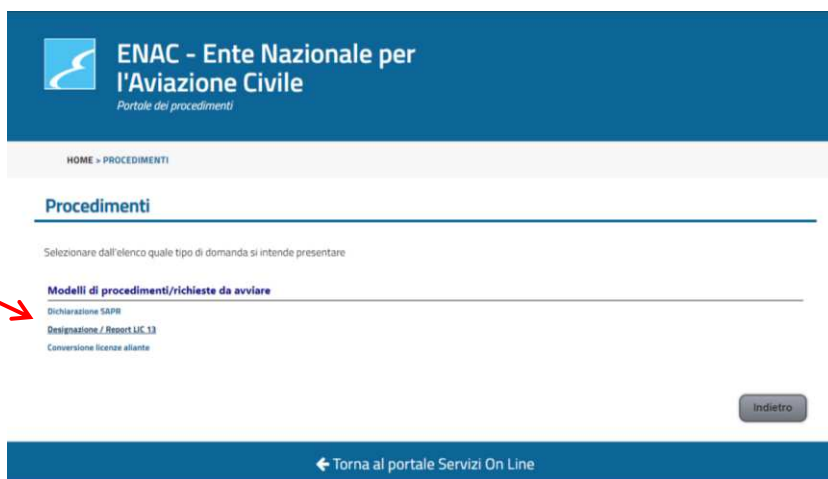 ENAC - Ente Nazionale per
l'Aviazione Civile
Portale dei procedimenti
HOME > PROCEDIMENTI
Procedimenti
Selezionare dall'elenco quale tipo di domanda si intende presentare
Modelli di procedimenti/richieste da avviare
Dichiarazione SAPR
Designazione / Report LIC 13
Conversione licenze aliante
Indietro
Torna al portale Servizi On Line